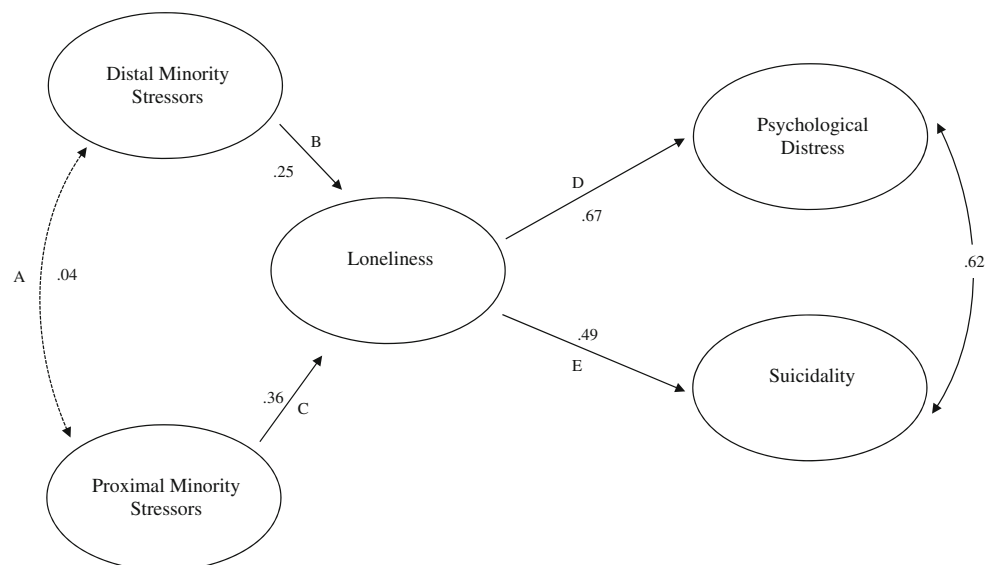 Distal Minority
Stressors
B
.25
Psychological
Distress
D
.67
Loneliness
A
.04
.62
.49
E
Suicidality
.36
C
Proximal Minority
Stressors